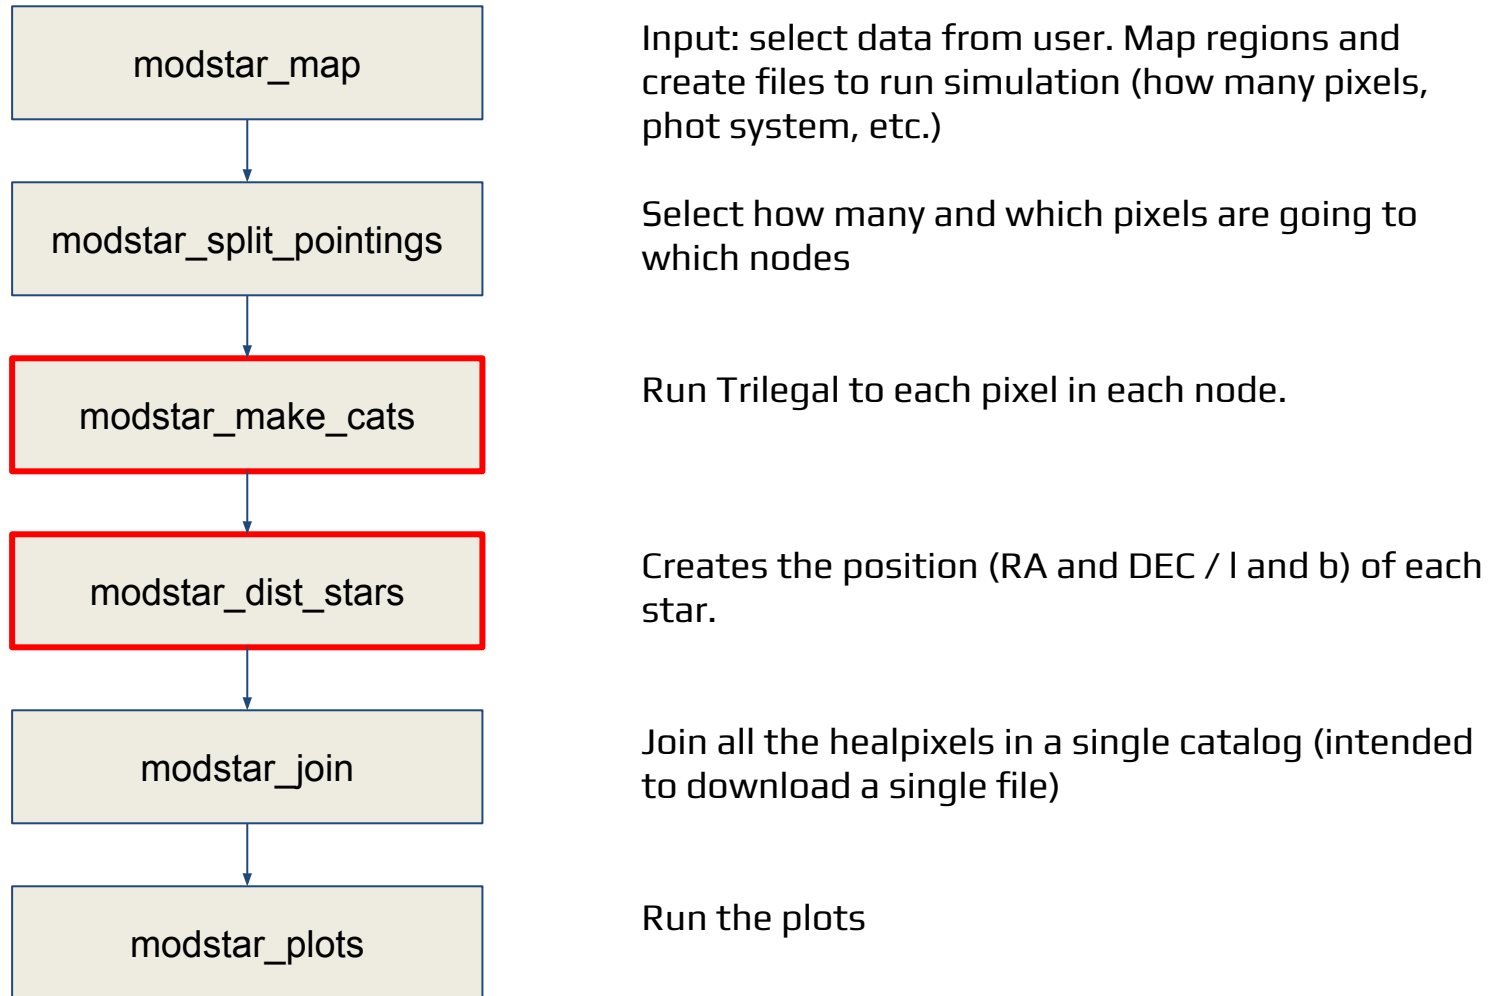 modstar_map
Input: select data from user. Map regions and
create files to run simulation (how many pixels,
phot system, etc.)
modstar_split_pointings
Select how many and which pixels are going to
which nodes
modstar_make_cats
Run Trilegal to each pixel in each node.
modstar_dist_stars
Creates the position (RA and DEC / l and b) of each
star.
modstar_join
Join all the healpixels in a single catalog (intended
to download a single file)
modstar_plots
Run the plots